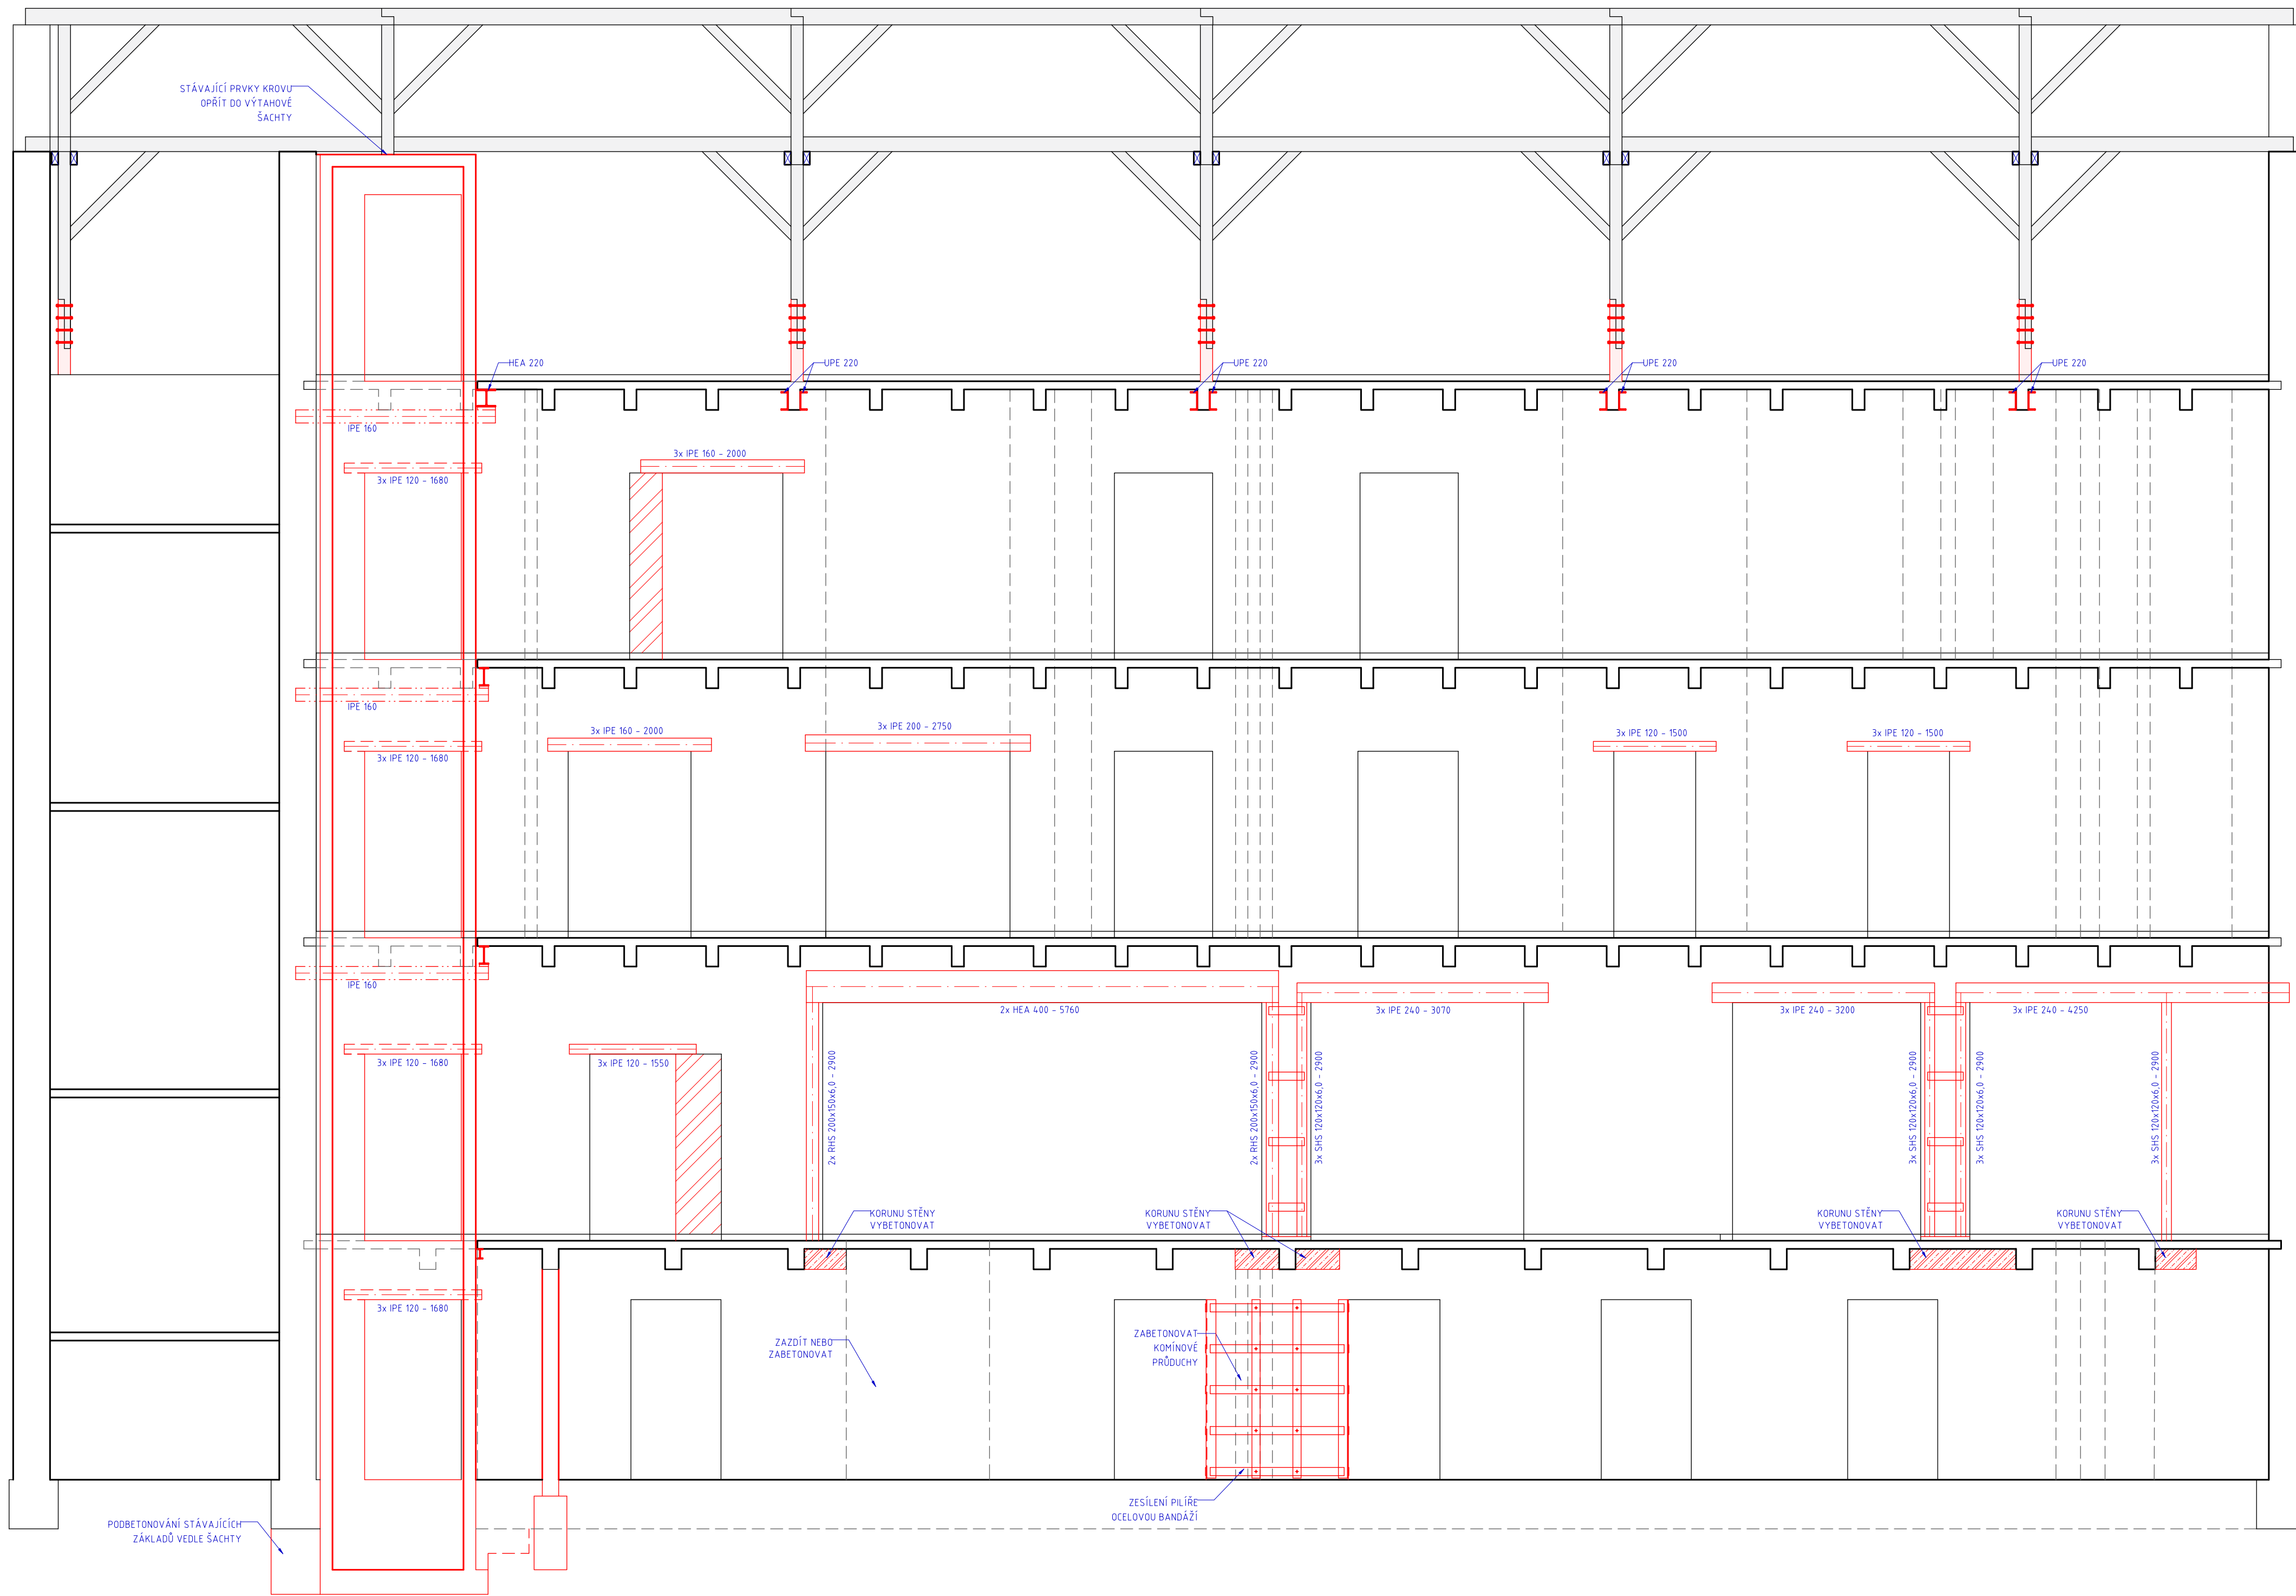 STÁVAJÍCÍ PRVKY KROVU
OPŘÍT DO VÝTAHOVÉ
ŠACHTY
HEA 220
UPE 220
UPE 220
UPE 220
UPE 220
IPE 160
3x IPE 120 - 1680
3x IPE 160 - 2000
IPE 160
3x IPE 120 - 1680
3x IPE 160 - 2000
3x IPE 200 - 2750
3x IPE 120 - 1500
3x IPE 120 - 1500
IPE 160
3x IPE 120 - 1680
3x IPE 120 - 1550
2x HEA 400 - 5760
3x IPE 240 - 3070
3x IPE 240 - 3200
3x IPE 240 - 4250
2x RHS 200x150x6,0 - 2900
2x RHS 200x150x6,0 - 2900
3x SHS 120x120x6,0 - 2900
3x SHS 120x120x6,0 - 2900
3x SHS 120x120x6,0 - 2900
3x SHS 120x120x6,0 - 2900
KORUNU STĚNY
VYBETONOVAT
KORUNU STĚNY
VYBETONOVAT
KORUNU STĚNY
VYBETONOVAT
KORUNU STĚNY
VYBETONOVAT
3x IPE 120 - 1680
ZAZDÍT NEBO
ZABETONOVAT
ZABETONOVAT
KOMÍNOVÉ
PRŮDUCHY
ZESÍLENÍ PILÍŘE
OCELOVOU BANDÁŽÍ
PODBETONOVÁNÍ STÁVAJÍCÍCH
ZÁKLADŮ VEDLE ŠACHTY